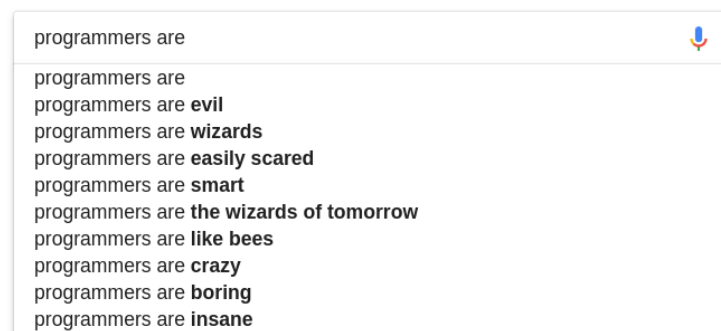 programmers are
programmers are
programmers are evil
programmers are wizards
programmers are easily scared
programmers are smart
programmers are the wizards of tomorrow
programmers are like bees
programmers are crazy
programmers are boring
programmers are insane